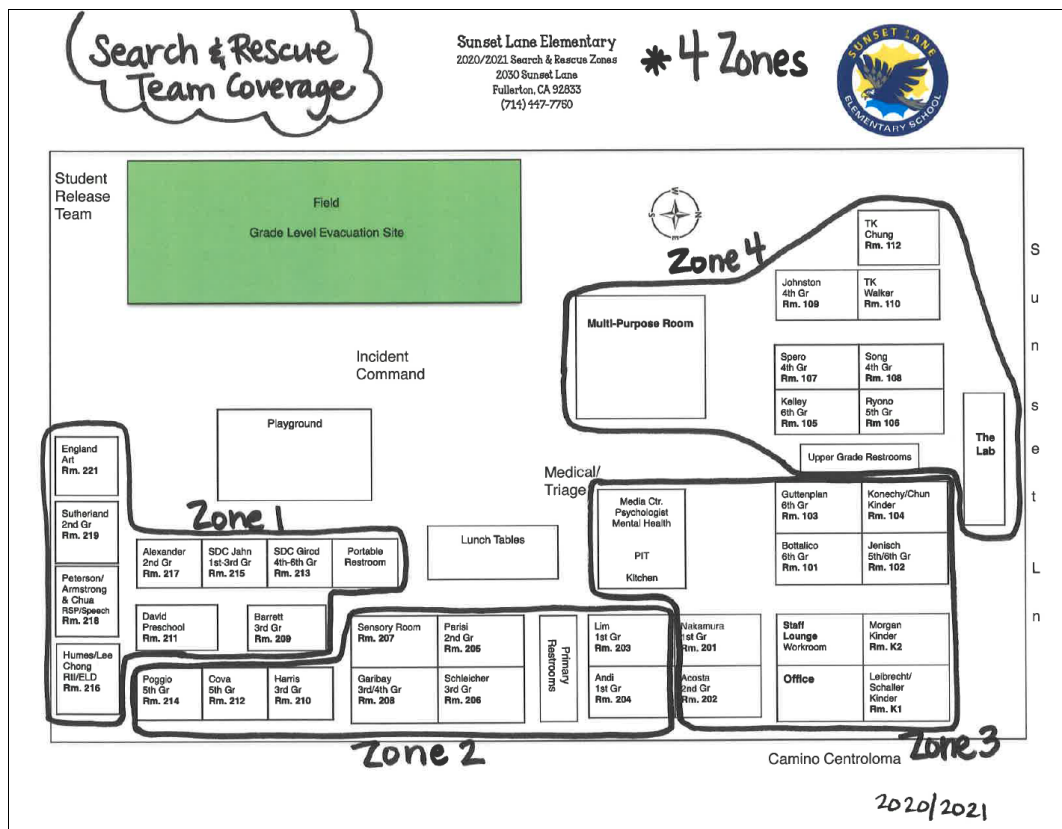 Search & Rescue
Team Coverage
Sunset Lane Elementary
2020/2021 Search & Rescue Zones
2030 Sunset Lane
Fullerton, CA 92833
(714) 447-7750
*4 Zones
SUNSET LANE
ELEMENTARY SCHOOL
Student
Release
Team
Field
Grade Level Evacuation Site
W
S
N
E
Zone 4
TK
Chung
Rm. 112
Johnston
4th Gr
Rm. 109
TK
Walker
Rm. 110
Multi-Purpose Room
Spero
4th Gr
Rm. 107
Song
4th Gr
Rm. 108
Kelley
6th Gr
Rm. 105
Ryono
5th Gr
Rm 106
Upper Grade Restrooms
The
Lab
Sunset Ln
Incident
Command
Playground
Medical/
Triage
England
Art
Rm. 221
Sutherland
2nd Gr
Rm. 219
Peterson/
Armstrong
& Chua
RSP/Speech
Rm. 218
Humes/Lee
Chong
RII/ELD
Rm. 216
Zone 1
Alexander
2nd Gr
Rm. 217
SDC Jahn
1st-3rd Gr
Rm. 215
SDC Girod
4th-6th Gr
Rm. 213
Portable
Restroom
Lunch Tables
David
Preschool
Rm. 211
Barrett
3rd Gr
Rm. 209
Media Ctr.
Psychologist
Mental Health
PIT
Kitchen
Guttenplan
6th Gr
Rm. 103
Konechy/Chun
Kinder
Rm. 104
Bottalico
6th Gr
Rm. 101
Jenisch
5th/6th Gr
Rm. 102
Poggio
5th Gr
Rm. 214
Cova
5th Gr
Rm. 212
Harris
3rd Gr
Rm. 210
Sensory Room
Rm. 207
Parisi
2nd Gr
Rm. 205
Garibay
3rd/4th Gr
Rm. 208
Schleicher
3rd Gr
Rm. 206
Primary
Restrooms
Lim
1st Gr
Rm. 203
Andi
1st Gr
Rm. 204
Nakamura
1st Gr
Rm. 201
Acosta
2nd Gr
Rm. 202
Staff
Lounge
Workroom
Office
Morgan
Kinder
Rm. K2
Leibrecht/
Schaller
Kinder
Rm. K1
Zone 2
Zone 3
Camino Centroloma
2020/2021